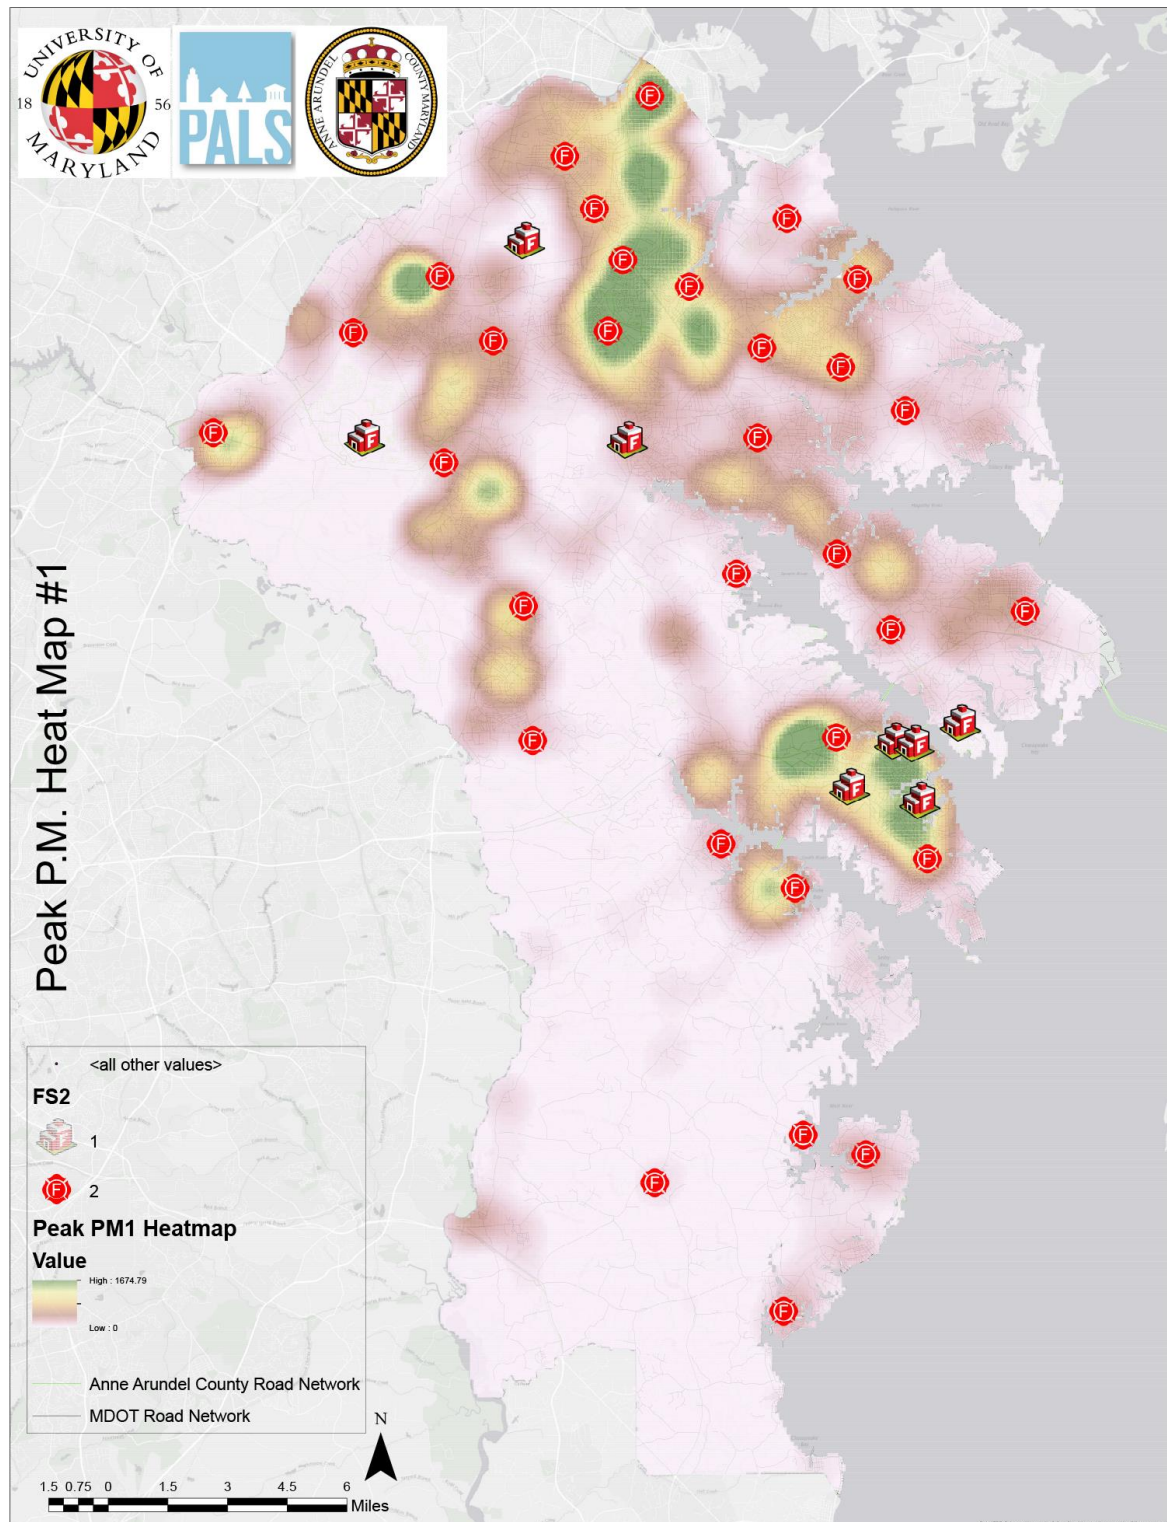 UNIVERSITY OF
18 56
MARYLAND
PALS
ANNE ARUNDEL COUNTY MARYLAND
Peak P.M. Heat Map #1
<all other values>
FS2
1
2
Peak PM1 Heatmap
Value
High : 1674.79
Low : 0
Anne Arundel County Road Network
MDOT Road Network
N
1.5 0.75 0 1.5 3 4.5 6
Miles